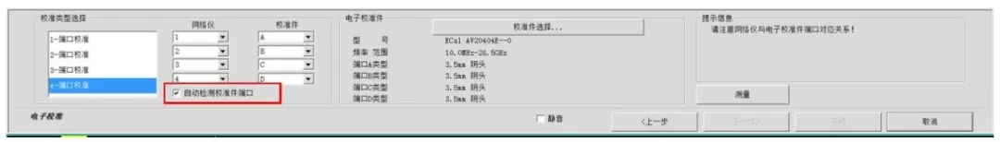 校准类型选择
网络仪 校准件
1-端口校准
2-端口校准
3-端口校准
4-端口校准
1 A
2 B
3 C
4 D
自动检测校准件端口
电子校准件
校准件选择...
型 号 ECal AV20404E--0
频率 范围 10.0MHz-26.5GHz
端口A类型 3.5mm 阴头
端口B类型 3.5mm 阴头
端口C类型 3.5mm 阴头
端口D类型 3.5mm 阴头
提示信息
请注意网络仪与电子校准件端口对应关系!
测量
电子校准
静音
<上一步
下一步>
完成
取消